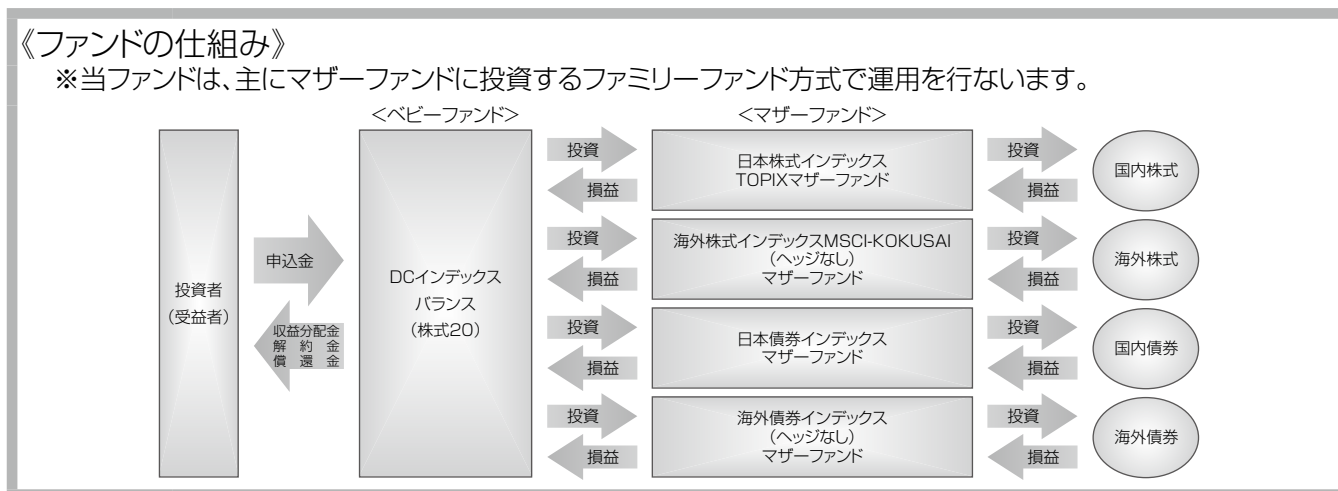 《ファンドの仕組み》
※当ファンドは、主にマザーファンドに投資するファミリーファンド方式で運用を行ないます。
＜ベビーファンド＞
＜マザーファンド＞
投資者
（受益者）
申込金
収益分配金
解約金
償還金
DCインデックス
バランス
（株式20）
投資
損益
日本株式インデックス
TOPIXマザーファンド
投資
損益
国内株式
投資
損益
海外株式インデックスMSCI-KOKUSAI
（ヘッジなし）
マザーファンド
投資
損益
海外株式
投資
損益
日本債券インデックス
マザーファンド
投資
損益
国内債券
投資
損益
海外債券インデックス
（ヘッジなし）
マザーファンド
投資
損益
海外債券